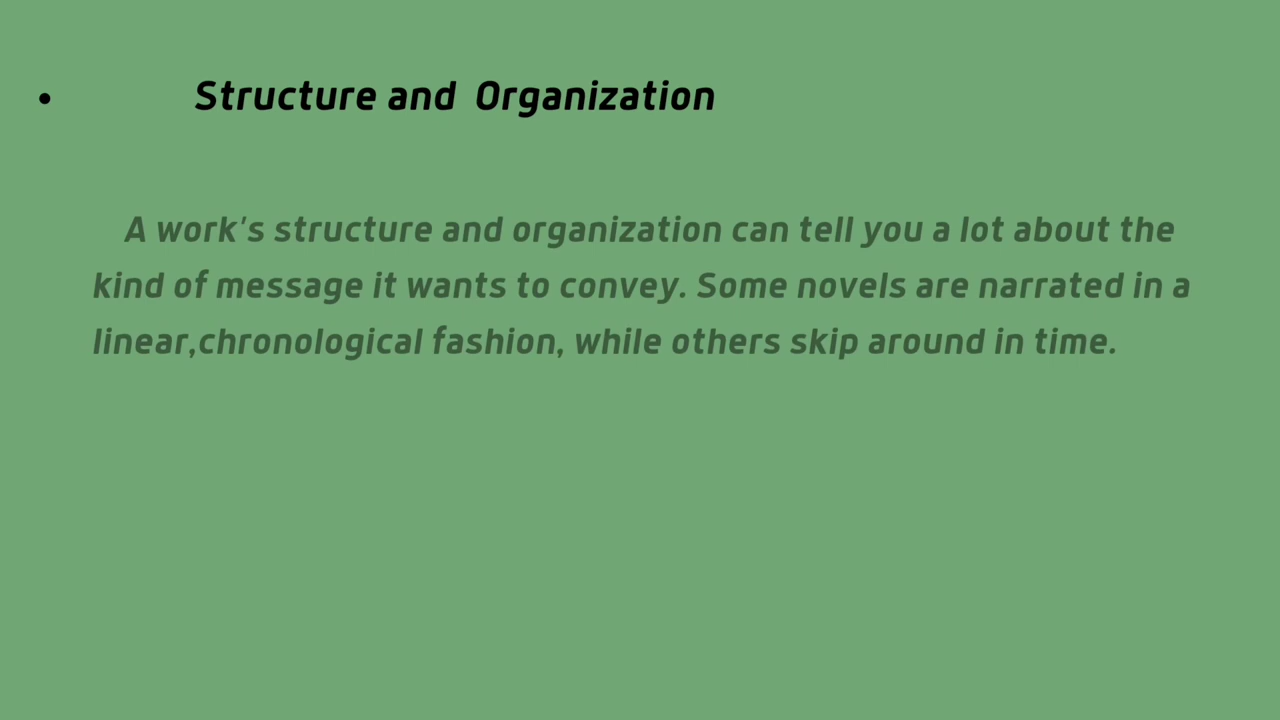 • Structure and  Organization
A work's structure and organization can tell you a lot about the
kind of message it wants to convey. Some novels are narrated in a
linear,chronological fashion, while others skip around in time.